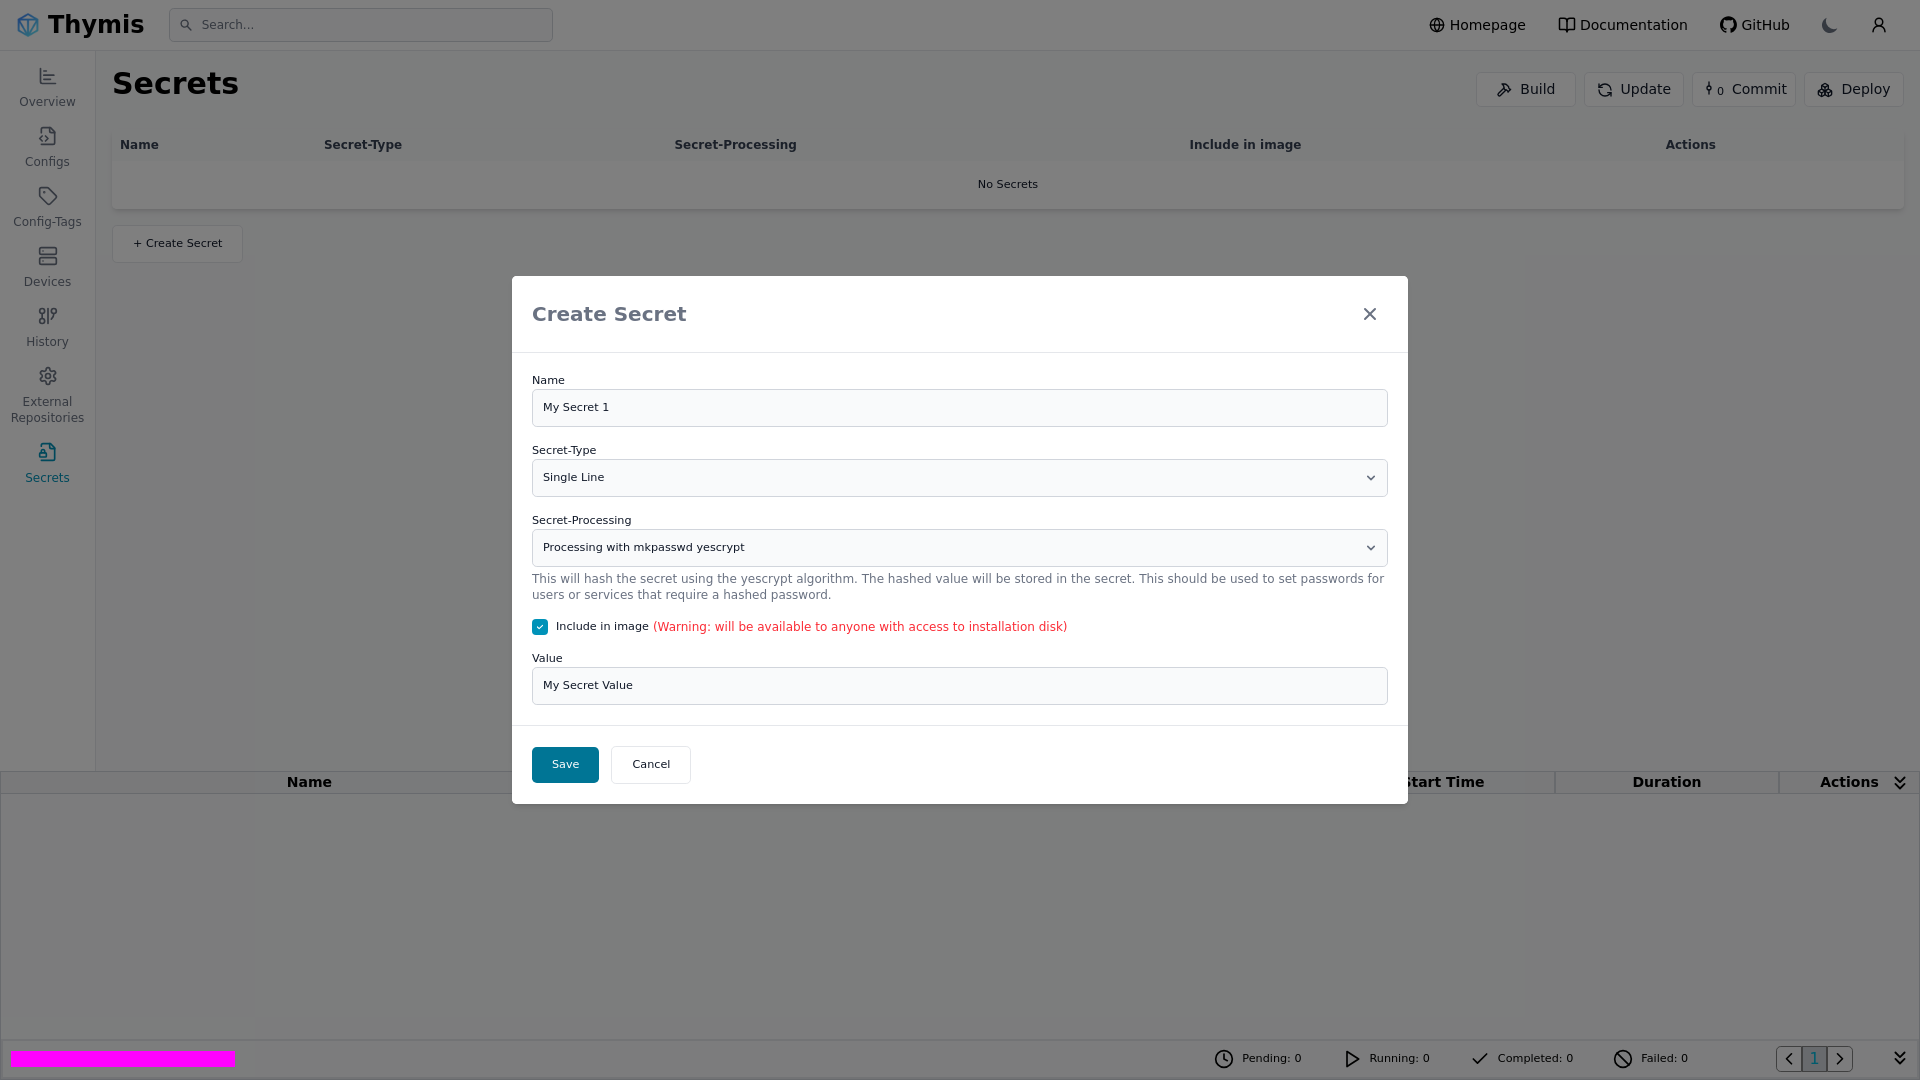 Thymis
Search...
Homepage
Documentation
GitHub
Overview
Configs
Config-Tags
Devices
History
External
Repositories
Secrets
Secrets
Build
Update
0 Commit
Deploy
Name Secret-Type Secret-Processing Include in image Actions
No Secrets
+ Create Secret
Create Secret
Name
My Secret 1
Secret-Type
Single Line
Secret-Processing
Processing with mkpasswd yescrypt
This will hash the secret using the yescrypt algorithm. The hashed value will be stored in the secret. This should be used to set passwords for
users or services that require a hashed password.
Include in image (Warning: will be available to anyone with access to installation disk)
Value
My Secret Value
Save
Cancel
Name Start Time Duration Actions
Pending: 0 Running: 0 Completed: 0 Failed: 0 1